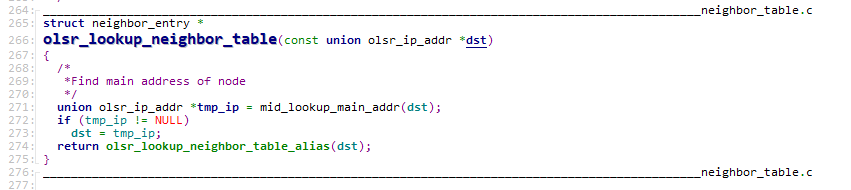 264: ____________________________________________________________________________________________neighbor_table.c
265: struct neighbor_entry *
266: olsr_lookup_neighbor_table(const union olsr_ip_addr *dst)
267: {
268:   /*
269:    *Find main address of node
270:    */
271:   union olsr_ip_addr *tmp_ip = mid_lookup_main_addr(dst);
272:   if (tmp_ip != NULL)
273:     dst = tmp_ip;
274:   return olsr_lookup_neighbor_table_alias(dst);
275: }
276: ____________________________________________________________________________________________neighbor_table.c
277: